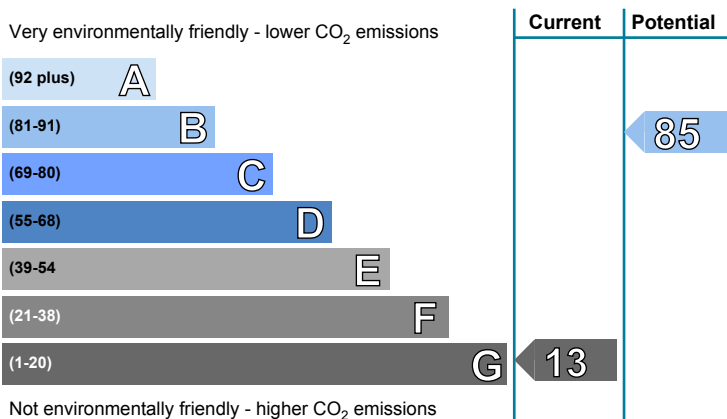 Current Potential
Very environmentally friendly - lower CO2 emissions
(92 plus) A
(81-91) B
85
(69-80) C
(55-68) D
(39-54 E
(21-38) F
(1-20) G 13
Not environmentally friendly - higher CO2 emissions